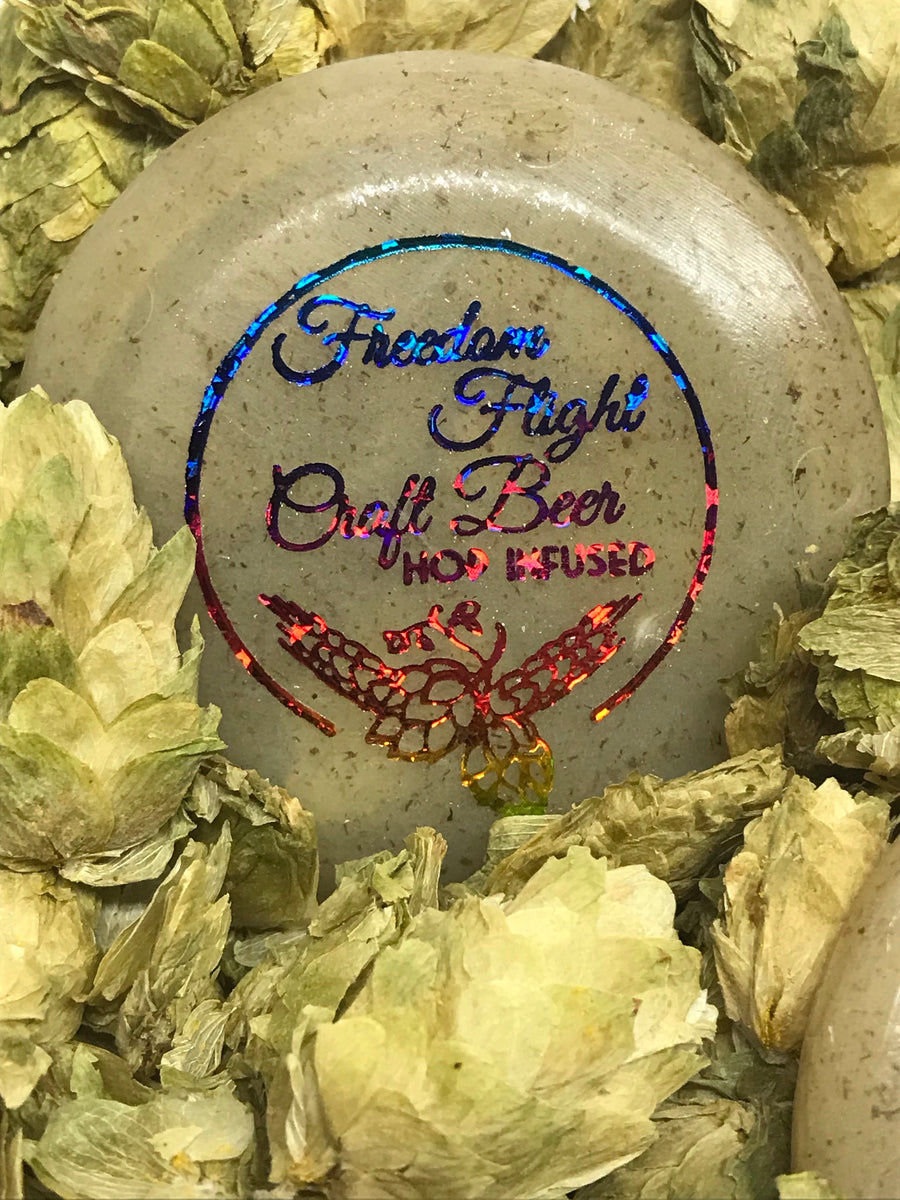 Freedom
Flight
Craft Beer
HOP INFUSED